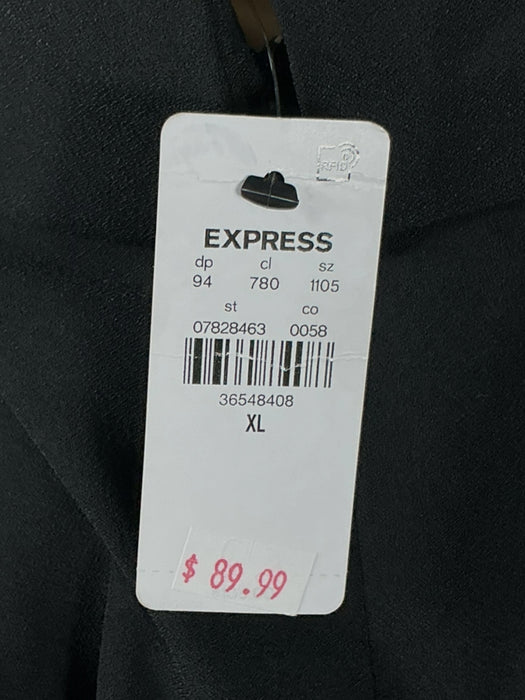 RFID
EXPRESS
dp cl sz
94 780 1105
st co
07828463 0058
36548408
XL
$ 89.99